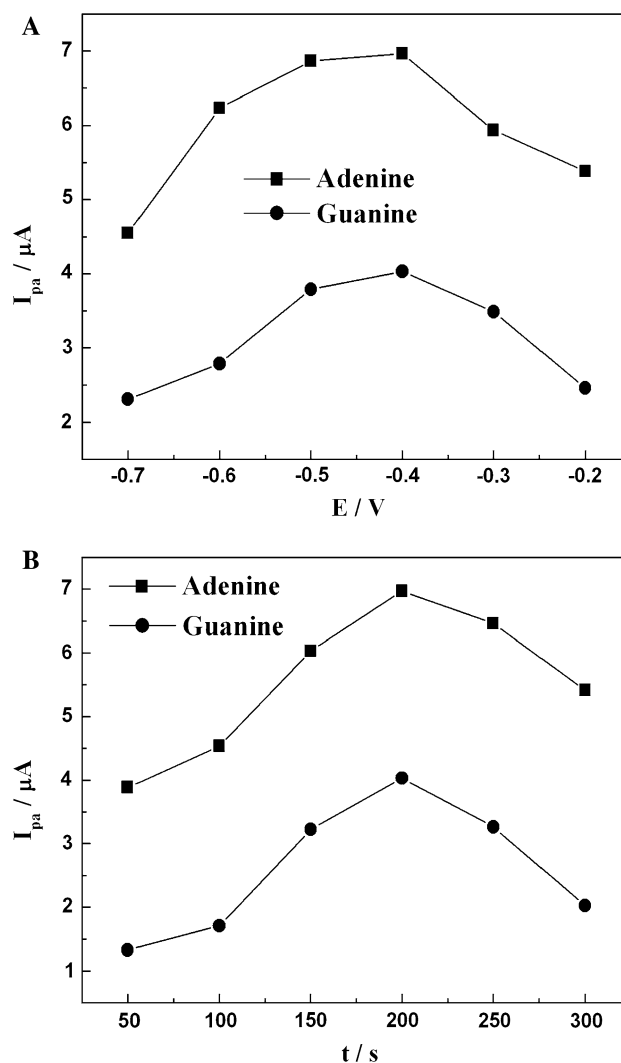 A
7
6
5
4
3
2
I_pa / μA
Adenine
Guanine
-0.7 -0.6 -0.5 -0.4 -0.3 -0.2
E / V
B
7
6
5
4
3
2
1
I_pa / μA
Adenine
Guanine
50 100 150 200 250 300
t / s